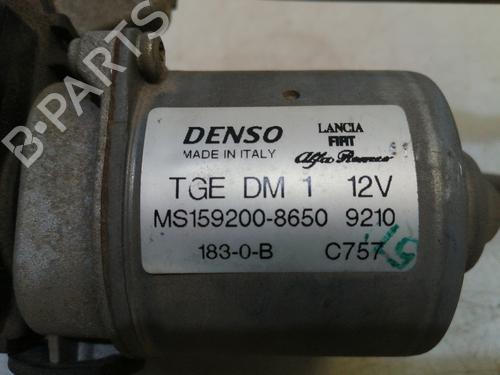 B-PARTS
DENSO
MADE IN ITALY
LANCIA
FIAT
Alfa Romeo
TGE DM 1 12V
MS159200-8650 9210
183-0-B C757